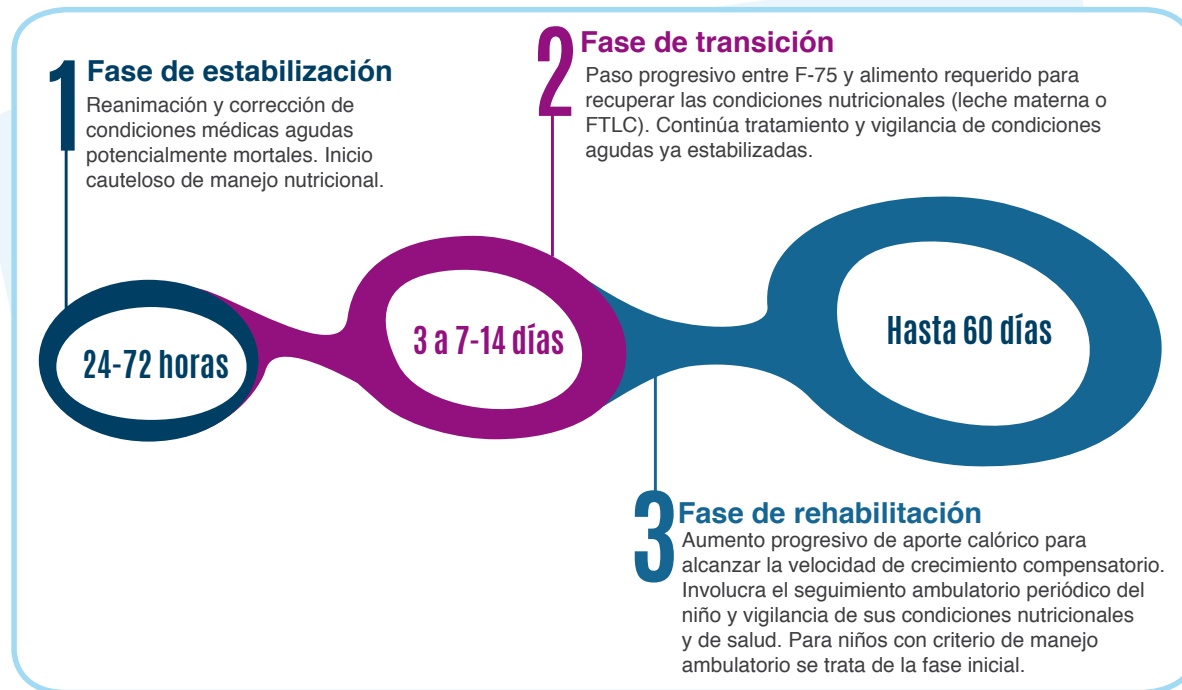 1
Fase de estabilización
Reanimación y corrección de
condiciones médicas agudas
potencialmente mortales. Inicio
cauteloso de manejo nutricional.
2
Fase de transición
Paso progresivo entre F-75 y alimento requerido para
recuperar las condiciones nutricionales (leche materna o
FTLC). Continúa tratamiento y vigilancia de condiciones
agudas ya estabilizadas.
24-72 horas
3 a 7-14 días
Hasta 60 días
3
Fase de rehabilitación
Aumento progresivo de aporte calórico para
alcanzar la velocidad de crecimiento compensatorio.
Involucra el seguimiento ambulatorio periódico del
niño y vigilancia de sus condiciones nutricionales
y de salud. Para niños con criterio de manejo
ambulatorio se trata de la fase inicial.